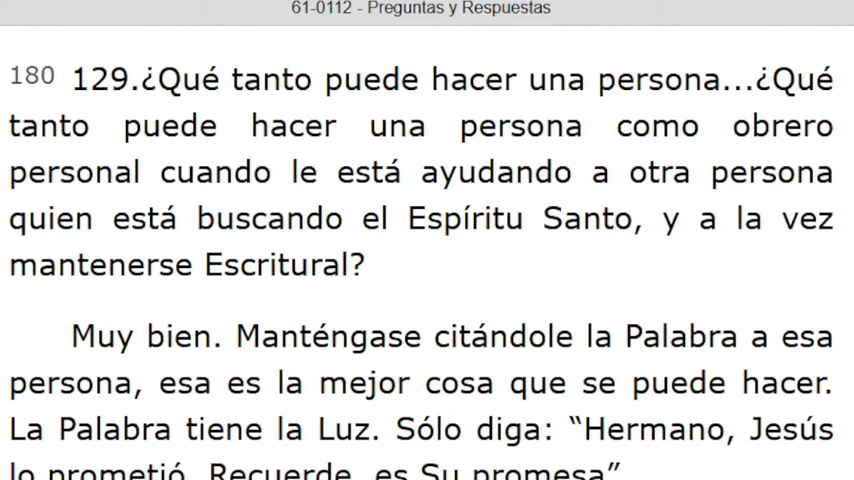 61-0112 - Preguntas y Respuestas
180 129.¿Qué tanto puede hacer una persona...¿Qué
tanto puede hacer una persona como obrero
personal cuando le está ayudando a otra persona
quien está buscando el Espíritu Santo, y a la vez
mantenerse Escritural?
Muy bien. Manténgase citándole la Palabra a esa
persona, esa es la mejor cosa que se puede hacer.
La Palabra tiene la Luz. Sólo diga: “Hermano, Jesús
lo prometió. Recuerde, es Su promesa”